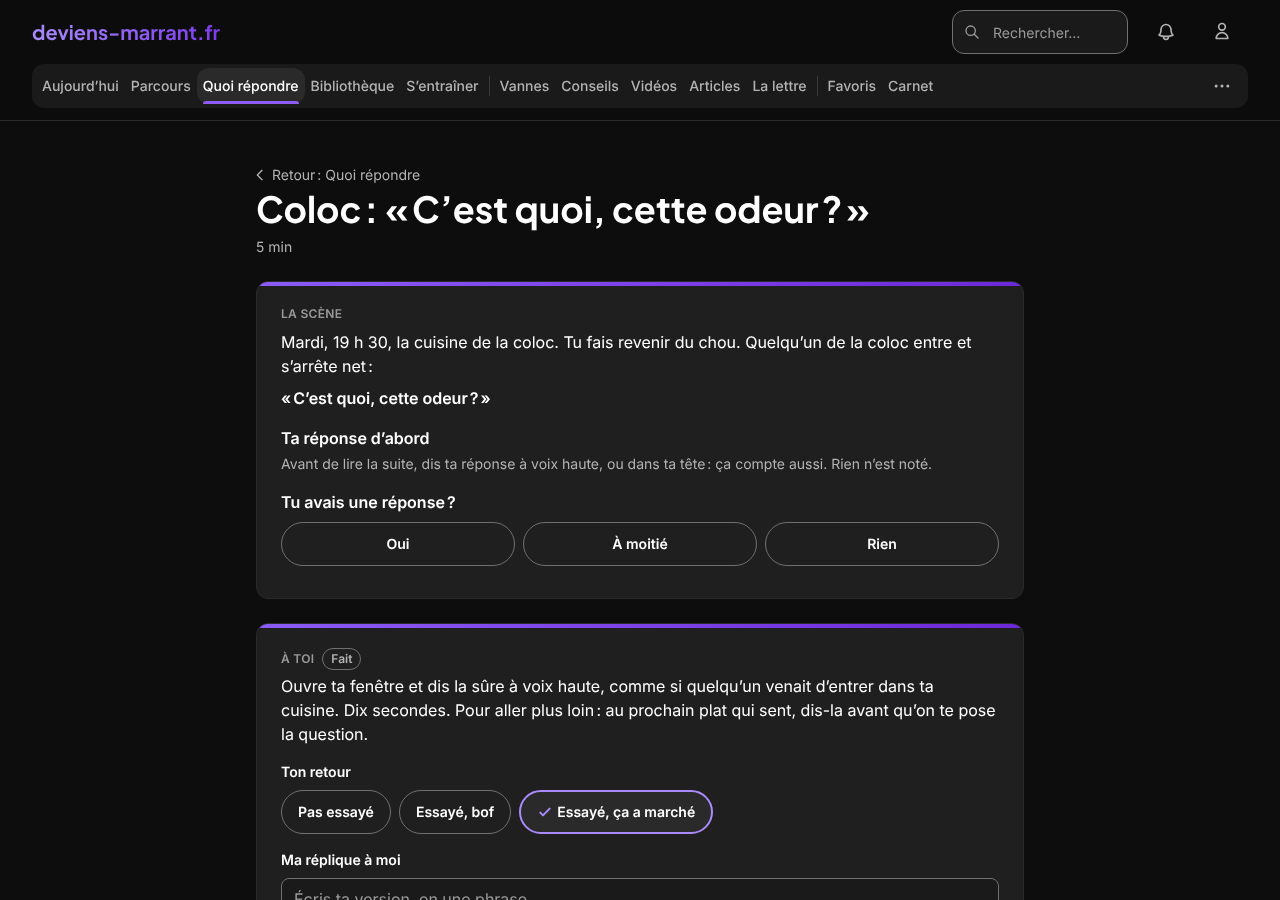 deviens-marrant.fr
Rechercher...
Aujourd’hui Parcours Quoi répondre Bibliothèque S’entraîner Vannes Conseils Vidéos Articles La lettre Favoris Carnet
Retour : Quoi répondre
Coloc : « C’est quoi, cette odeur ? »
5 min
LA SCÈNE
Mardi, 19 h 30, la cuisine de la coloc. Tu fais revenir du chou. Quelqu’un de la coloc entre et
s’arrête net :
« C’est quoi, cette odeur ? »
Ta réponse d’abord
Avant de lire la suite, dis ta réponse à voix haute, ou dans ta tête : ça compte aussi. Rien n’est noté.
Tu avais une réponse ?
Oui À moitié Rien
À TOI Fait
Ouvre ta fenêtre et dis la sûre à voix haute, comme si quelqu’un venait d’entrer dans ta
cuisine. Dix secondes. Pour aller plus loin : au prochain plat qui sent, dis-la avant qu’on te pose
la question.
Ton retour
Pas essayé Essayé, bof Essayé, ça a marché
Ma réplique à moi
Écris ta version, en une phrase